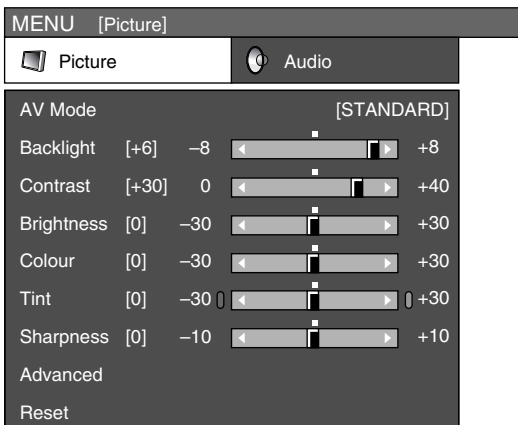 MENU [Picture]
Picture Audio
AV Mode [STANDARD]
Backlight [+6] –8 +8
Contrast [+30] 0 +40
Brightness [0] –30 +30
Colour [0] –30 +30
Tint [0] –30 +30
Sharpness [0] –10 +10
Advanced
Reset